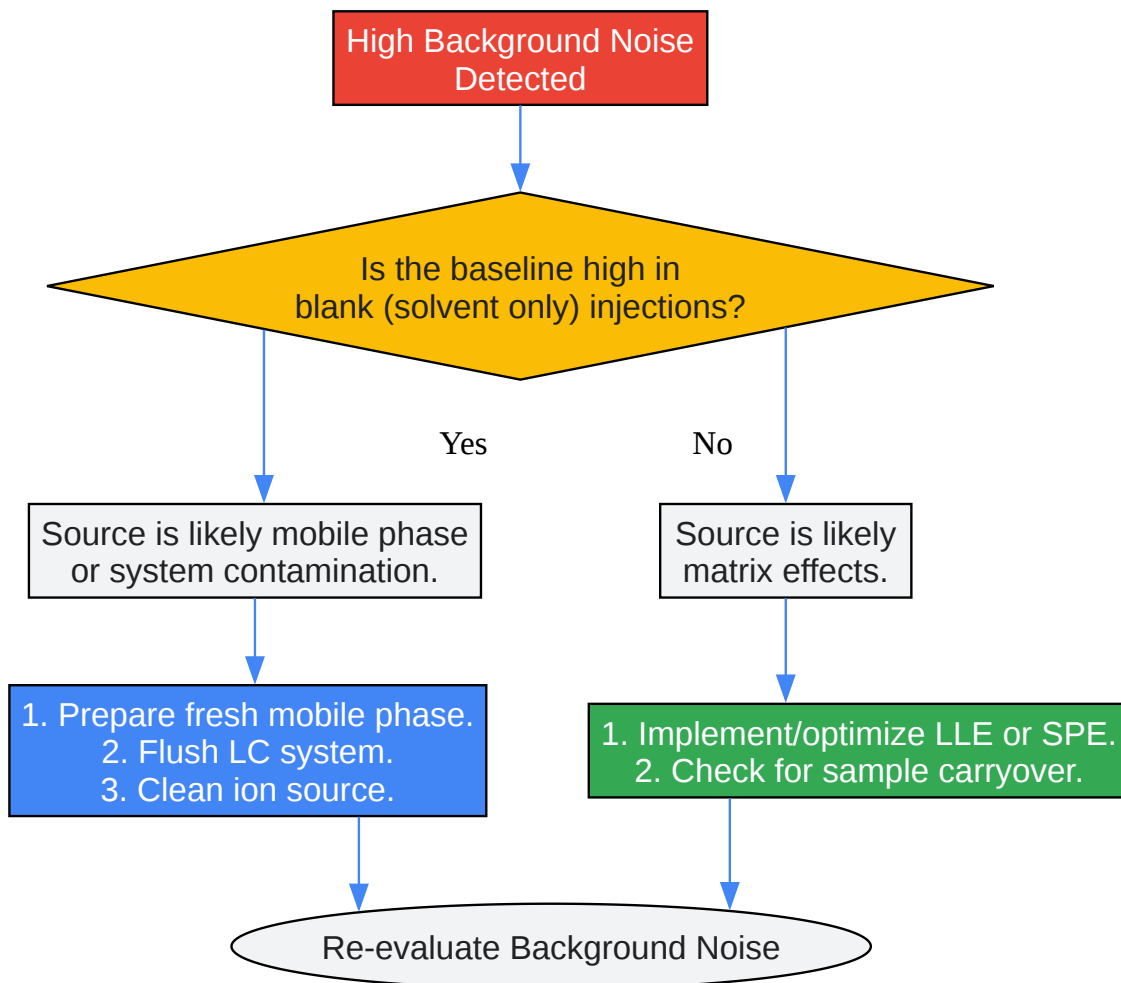 High Background Noise
Detected
Is the baseline high in
blank (solvent only) injections?
Yes
No
Source is likely mobile phase
or system contamination.
Source is likely
matrix effects.
1. Prepare fresh mobile phase.
2. Flush LC system.
3. Clean ion source.
1. Implement/optimize LLE or SPE.
2. Check for sample carryover.
Re-evaluate Background Noise